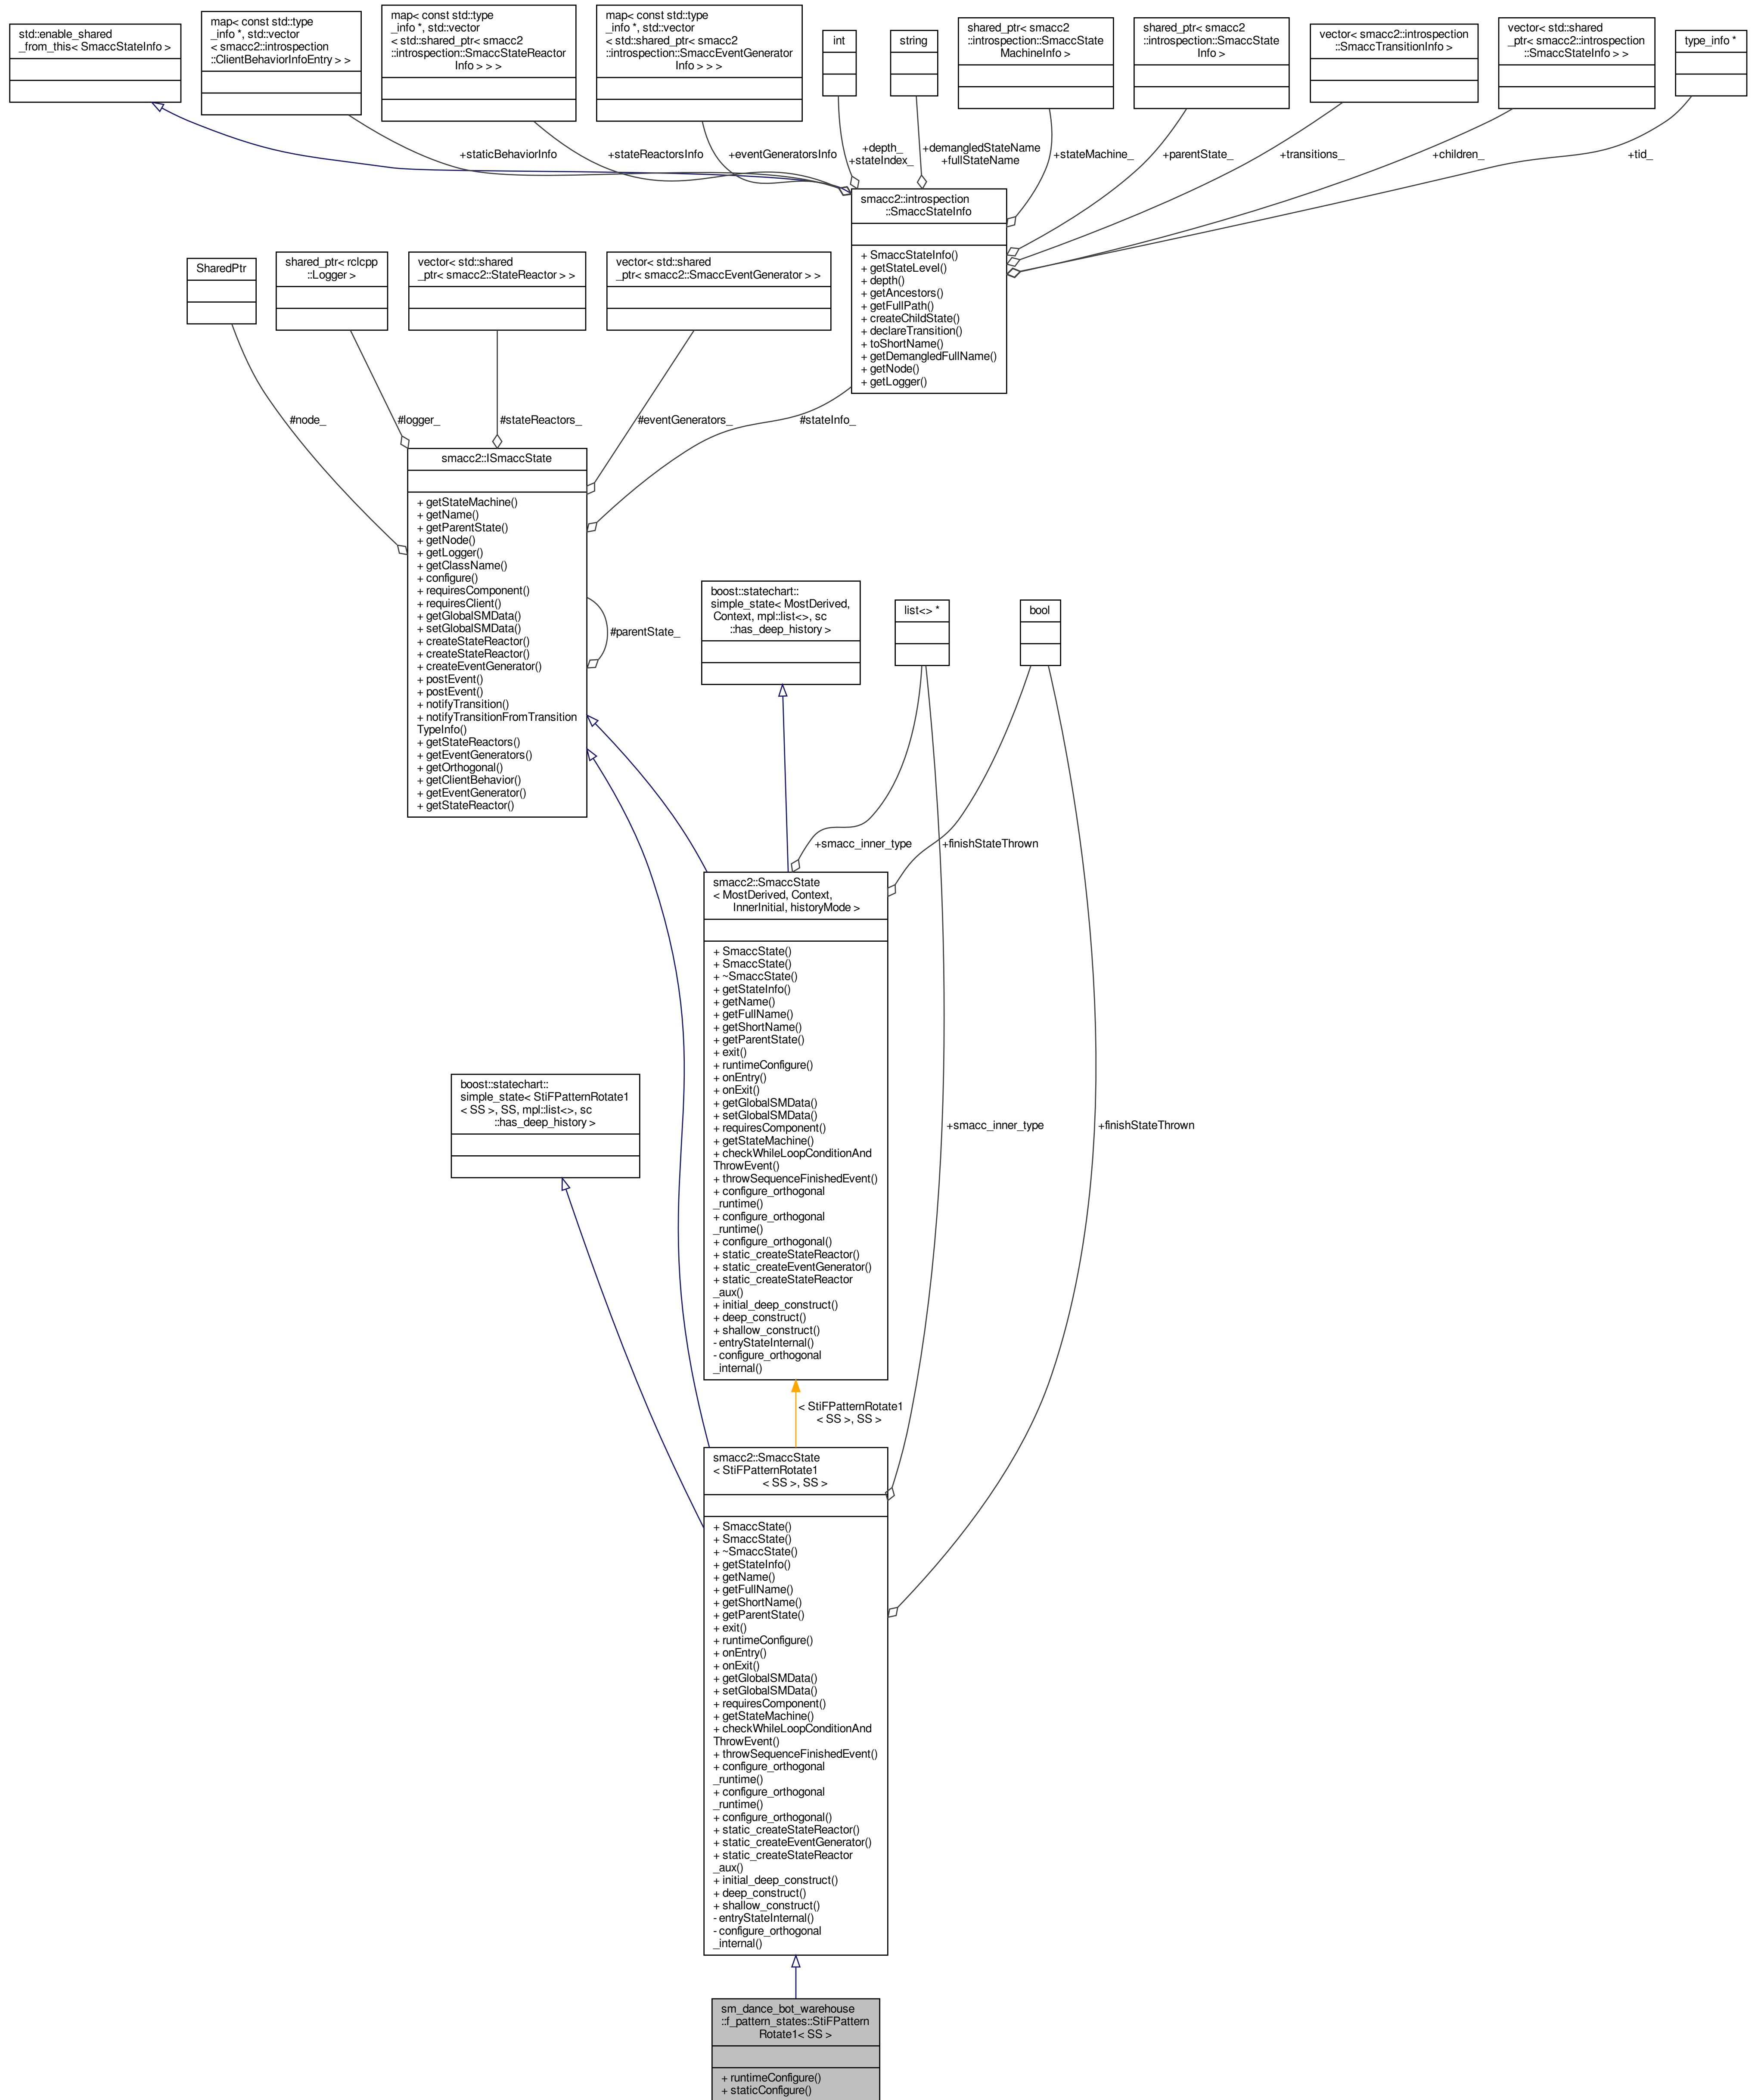 std::enable_shared
_from_this< SmaccStateInfo >
map< const std::type
_info *, std::vector
< smacc2::introspection
::ClientBehaviorInfoEntry > >
map< const std::type
_info *, std::vector
< std::shared_ptr< smacc2
::introspection::SmaccStateReactor
Info > > >
map< const std::type
_info *, std::vector
< std::shared_ptr< smacc2
::introspection::SmaccEventGenerator
Info > > >
int
string
shared_ptr< smacc2
::introspection::SmaccState
MachineInfo >
shared_ptr< smacc2
::introspection::SmaccState
Info >
vector< smacc2::introspection
::SmaccTransitionInfo >
vector< std::shared
_ptr< smacc2::introspection
::SmaccStateInfo > >
type_info *
+staticBehaviorInfo
+stateReactorsInfo
+eventGeneratorsInfo
+depth_
+stateIndex_
+demangledStateName
+fullStateName
+stateMachine_
+parentState_
+transitions_
+children_
+tid_
smacc2::introspection
::SmaccStateInfo
+ SmaccStateInfo()
+ getStateLevel()
+ depth()
+ getAncestors()
+ getFullPath()
+ createChildState()
+ declareTransition()
+ toShortName()
+ getDemangledFullName()
+ getNode()
+ getLogger()
SharedPtr
shared_ptr< rclcpp
::Logger >
vector< std::shared
_ptr< smacc2::StateReactor > >
vector< std::shared
_ptr< smacc2::SmaccEventGenerator > >
#node_
#logger_
#stateReactors_
#eventGenerators_
#stateInfo_
smacc2::ISmaccState
+ getStateMachine()
+ getName()
+ getParentState()
+ getNode()
+ getLogger()
+ getClassName()
+ configure()
+ requiresComponent()
+ requiresClient()
+ getGlobalSMData()
+ setGlobalSMData()
+ createStateReactor()
+ createStateReactor()
+ createEventGenerator()
+ postEvent()
+ postEvent()
+ notifyTransition()
+ notifyTransitionFromTransition
TypeInfo()
+ getStateReactors()
+ getEventGenerators()
+ getOrthogonal()
+ getClientBehavior()
+ getEventGenerator()
+ getStateReactor()
#parentState_
boost::statechart::
simple_state< MostDerived,
Context, mpl::list<>, sc
::has_deep_history >
list<> *
bool
+smacc_inner_type
+finishStateThrown
smacc2::SmaccState
< MostDerived, Context,
InnerInitial, historyMode >
+ SmaccState()
+ SmaccState()
+ ~SmaccState()
+ getStateInfo()
+ getName()
+ getFullName()
+ getShortName()
+ getParentState()
+ exit()
+ runtimeConfigure()
+ onEntry()
+ onExit()
+ getGlobalSMData()
+ setGlobalSMData()
+ requiresComponent()
+ getStateMachine()
+ checkWhileLoopConditionAnd
ThrowEvent()
+ throwSequenceFinishedEvent()
+ configure_orthogonal
_runtime()
+ configure_orthogonal
_runtime()
+ configure_orthogonal()
+ static_createStateReactor()
+ static_createEventGenerator()
+ static_createStateReactor
_aux()
+ initial_deep_construct()
+ deep_construct()
+ shallow_construct()
- entryStateInternal()
- configure_orthogonal
_internal()
boost::statechart::
simple_state< StiFPatternRotate1
< SS >, SS, mpl::list<>, sc
::has_deep_history >
+smacc_inner_type
+finishStateThrown
< StiFPatternRotate1
< SS >, SS >
smacc2::SmaccState
< StiFPatternRotate1
< SS >, SS >
+ SmaccState()
+ SmaccState()
+ ~SmaccState()
+ getStateInfo()
+ getName()
+ getFullName()
+ getShortName()
+ getParentState()
+ exit()
+ runtimeConfigure()
+ onEntry()
+ onExit()
+ getGlobalSMData()
+ setGlobalSMData()
+ requiresComponent()
+ getStateMachine()
+ checkWhileLoopConditionAnd
ThrowEvent()
+ throwSequenceFinishedEvent()
+ configure_orthogonal
_runtime()
+ configure_orthogonal
_runtime()
+ configure_orthogonal()
+ static_createStateReactor()
+ static_createEventGenerator()
+ static_createStateReactor
_aux()
+ initial_deep_construct()
+ deep_construct()
+ shallow_construct()
- entryStateInternal()
- configure_orthogonal
_internal()
sm_dance_bot_warehouse
::f_pattern_states::StiFPattern
Rotate1< SS >
+ runtimeConfigure()
+ staticConfigure()